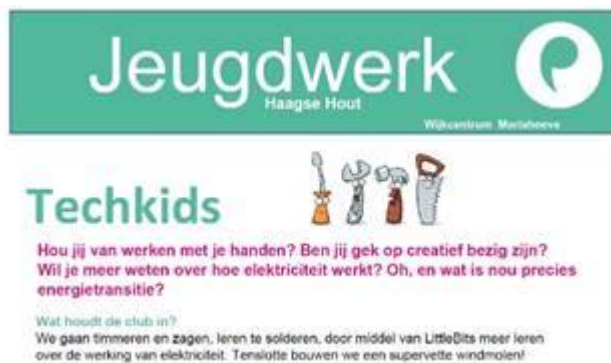 Jeugdwerk
Haagse Hout
Wijkcentrum Mariahoeve
Techkids
Hou jij van werken met je handen? Ben jij gek op creatief bezig zijn?
Wil je meer weten over hoe elektriciteit werkt? Oh, en wat is nou precies
energietransitie?
Wat houdt de club in?
We gaan timmeren en zagen, leren te solderen, door middel van LittleBits meer leren
over de werking van elektriciteit. Tenslotte bouwen we een supervette windmolen!